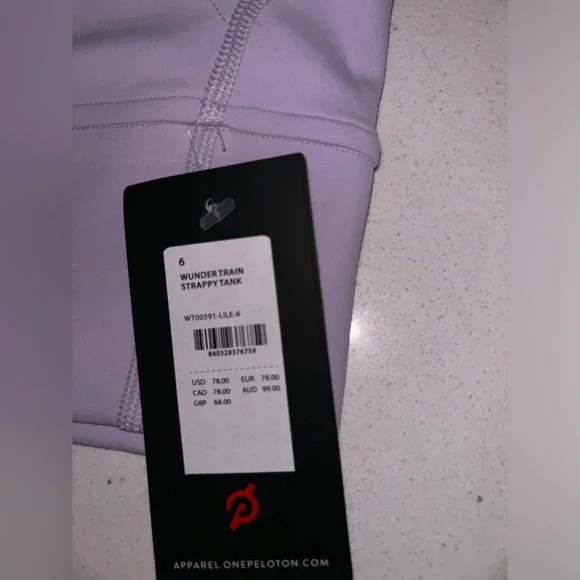 6
WUNDER TRAIN
STRAPPY TANK
WT00591-LILE-6
840328376759
USD 78.00 EUR 78.00
CAD 78.00 AUD 99.00
GBP 68.00
APPAREL.ONEPELOTON.COM